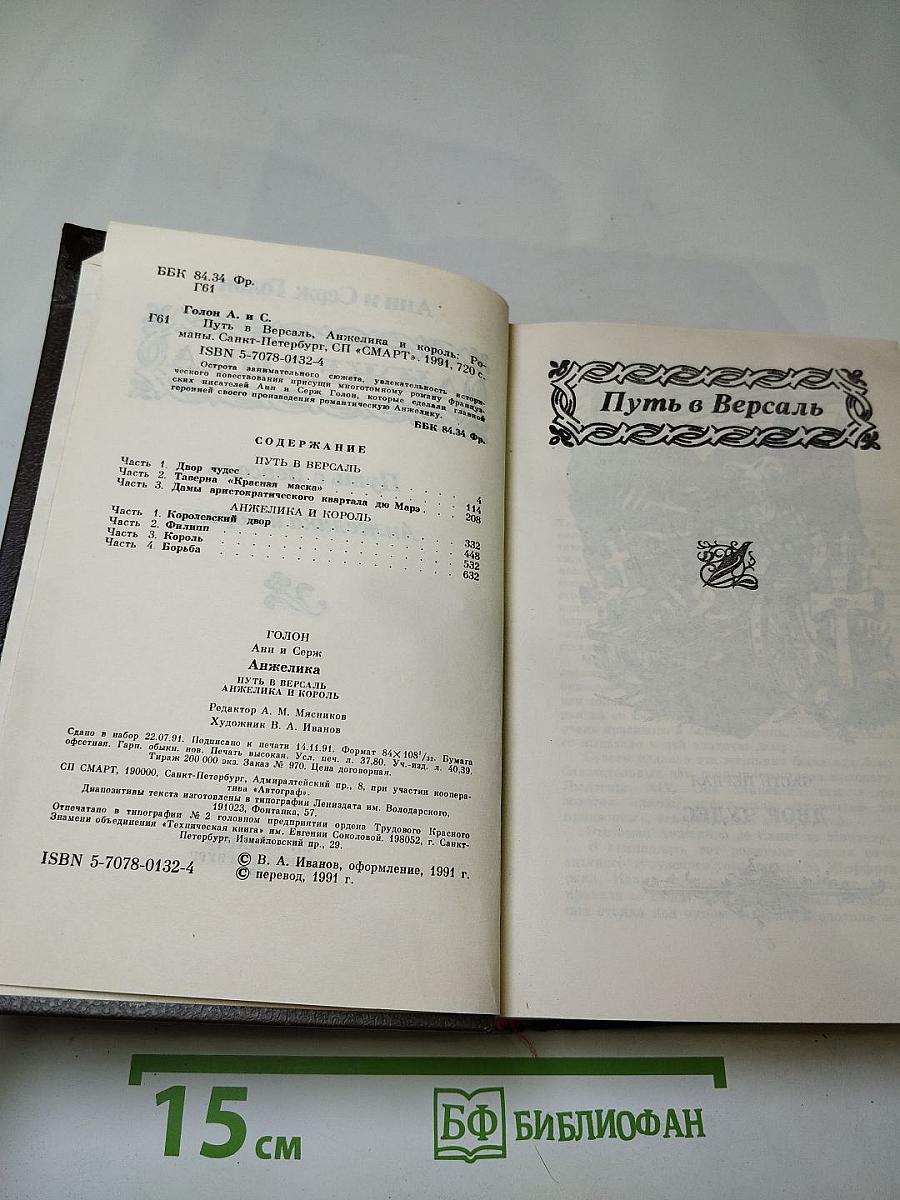 ББК 84.34 Фр.
Г61
Голон А. и С.
Г61 Путь в Версаль, Анжелика и король: Ро-
маны. Санкт-Петербург, СП «СМАРТ». 1991, 720 с.
ISBN 5-7078-0132-4
Острота занимательного сюжета, увлекательность истори-
ческого повествования присущи многотомному роману француз-
ских писателей Анн и Серж Голон, которые сделали главной
героиней своего произведения романтическую Анжелику.
ББК 84.34 Фр.
СОДЕРЖАНИЕ
ПУТЬ В ВЕРСАЛЬ
Часть 1. Двор чудес . . . 4
Часть 2. Таверна «Красная маска» . . . 114
Часть 3. Дамы аристократического квартала дю Марэ . . . 208
АНЖЕЛИКА И КОРОЛЬ
Часть 1. Королевский двор . . . 332
Часть 2. Филипп . . . 448
Часть 3. Король . . . 532
Часть 4. Борьба . . . 632
ГОЛОН
Анн и Серж
Анжелика
ПУТЬ В ВЕРСАЛЬ
АНЖЕЛИКА И КОРОЛЬ
Редактор А. М. Мясников
Художник В. А. Иванов
Сдано в набор 22.07.91. Подписано к печати 14.11.91. Формат 84×108¹/₃₂. Бумага
офсетная. Гарн. обыкн. нов. Печать высокая. Усл. печ. л. 37,80. Уч.-изд. л. 40,39.
Тираж 200 000 экз. Заказ № 970. Цена договорная.
СП СМАРТ, 190000, Санкт-Петербург, Адмиралтейский пр., 8, при участии коопера-
тива «Автограф».
Диапозитивы текста изготовлены в типографии Лениздата им. Володарского,
191023, Фонтанка, 57.
Отпечатано в типографии № 2 головном предприятии ордена Трудового Красного
Знамени объединения «Техническая книга» им. Евгении Соколовой. 198052, г. Санкт-
Петербург, Измайловский пр., 29.
ISBN 5-7078-0132-4
© В. А. Иванов, оформление, 1991 г.
© перевод, 1991 г.
Путь в Версаль
15 см
БФ БИБЛИОФАН